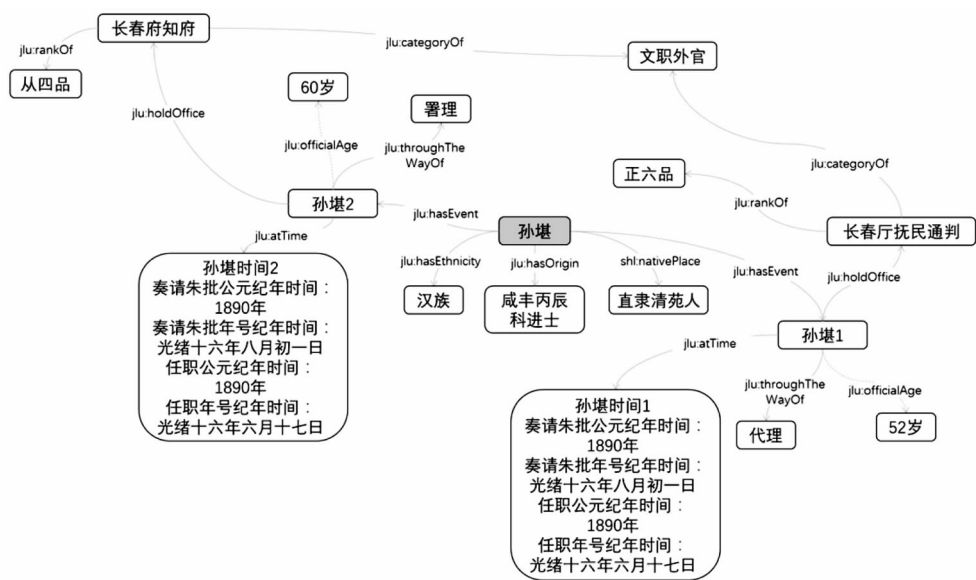 长春府知府
jlu:rankOf
jlu:categoryOf
从四品
文职外官
60岁
jlu:holdOffice
署理
jlu:officialAge
jlu:throughThe
WayOf
jlu:categoryOf
正六品
孙堪2
jlu:hasEvent
jlu:rankOf
孙堪
长春厅抚民通判
jlu:atTime
jlu:hasEthnicity
jlu:hasOrigin
shl:nativePlace
jlu:hasEvent
jlu:holdOffice
孙堪时间2
奏请朱批公元纪年时间：
1890年
奏请朱批年号纪年时间：
光绪十六年八月初一日
任职公元纪年时间：
1890年
任职年号纪年时间：
光绪十六年六月十七日
汉族
咸丰丙辰
科进士
直隶清苑人
孙堪1
jlu:atTime
jlu:throughThe
WayOf
jlu:officialAge
代理
52岁
孙堪时间1
奏请朱批公元纪年时间：
1890年
奏请朱批年号纪年时间：
光绪十六年八月初一日
任职公元纪年时间：
1890年
任职年号纪年时间：
光绪十六年六月十七日